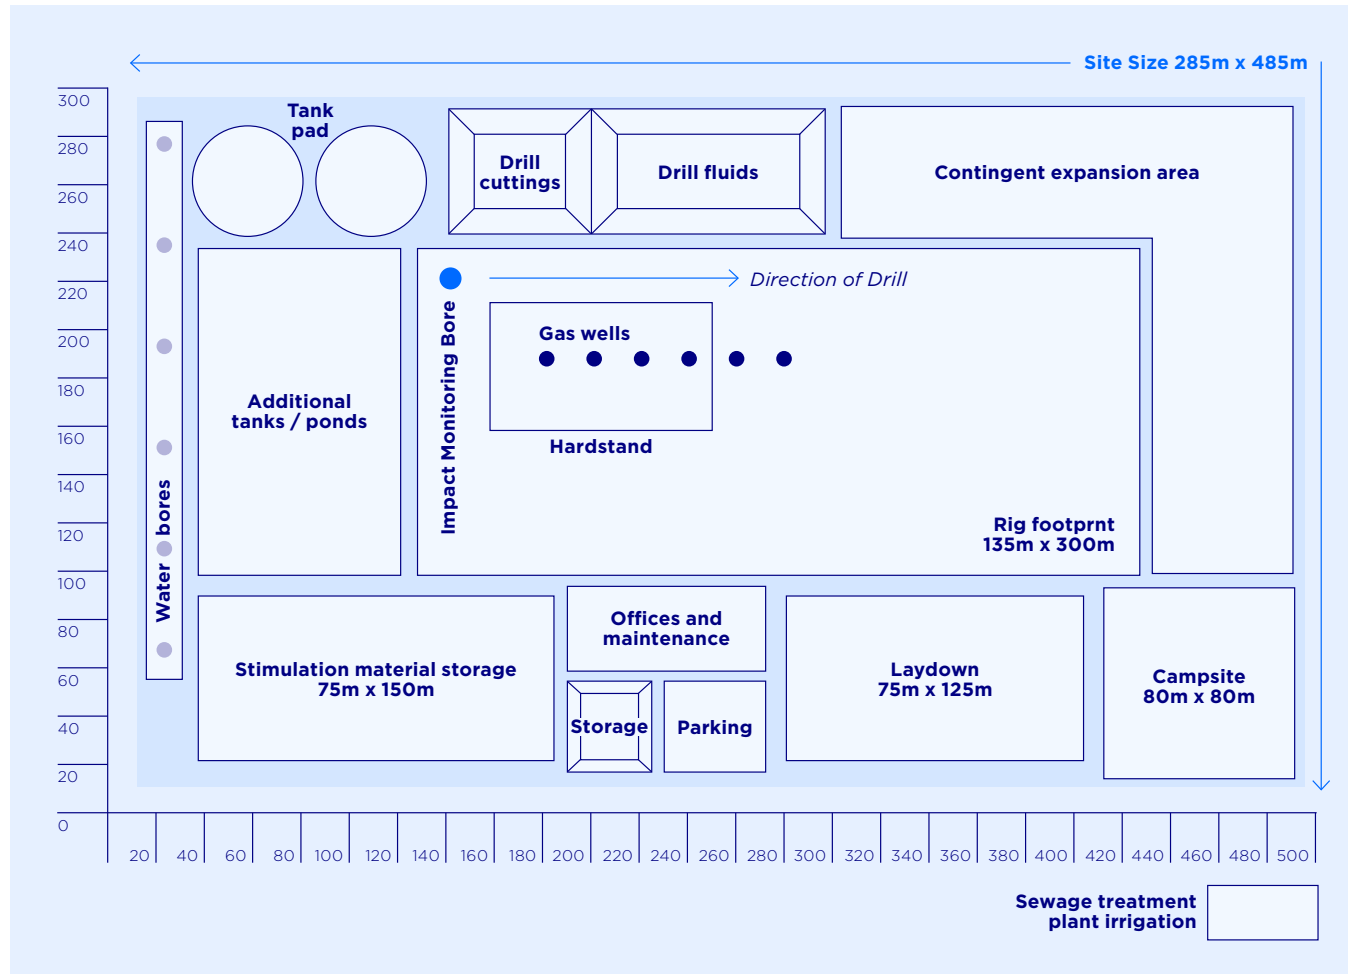 Site Size 285m x 485m
300
280
260
240
220
200
180
160
140
120
100
80
60
40
20
0
Tank
pad
Drill
cuttings
Drill fluids
Contingent expansion area
Direction of Drill
Impact Monitoring Bore
Gas wells
Hardstand
Additional
tanks / ponds
Water bores
Rig footprnt
135m x 300m
Stimulation material storage
75m x 150m
Offices and
maintenance
Storage
Parking
Laydown
75m x 125m
Campsite
80m x 80m
20 40 60 80 100 120 140 160 180 200 220 240 260 280 300 320 340 360 380 400 420 440 460 480 500
Sewage treatment
plant irrigation